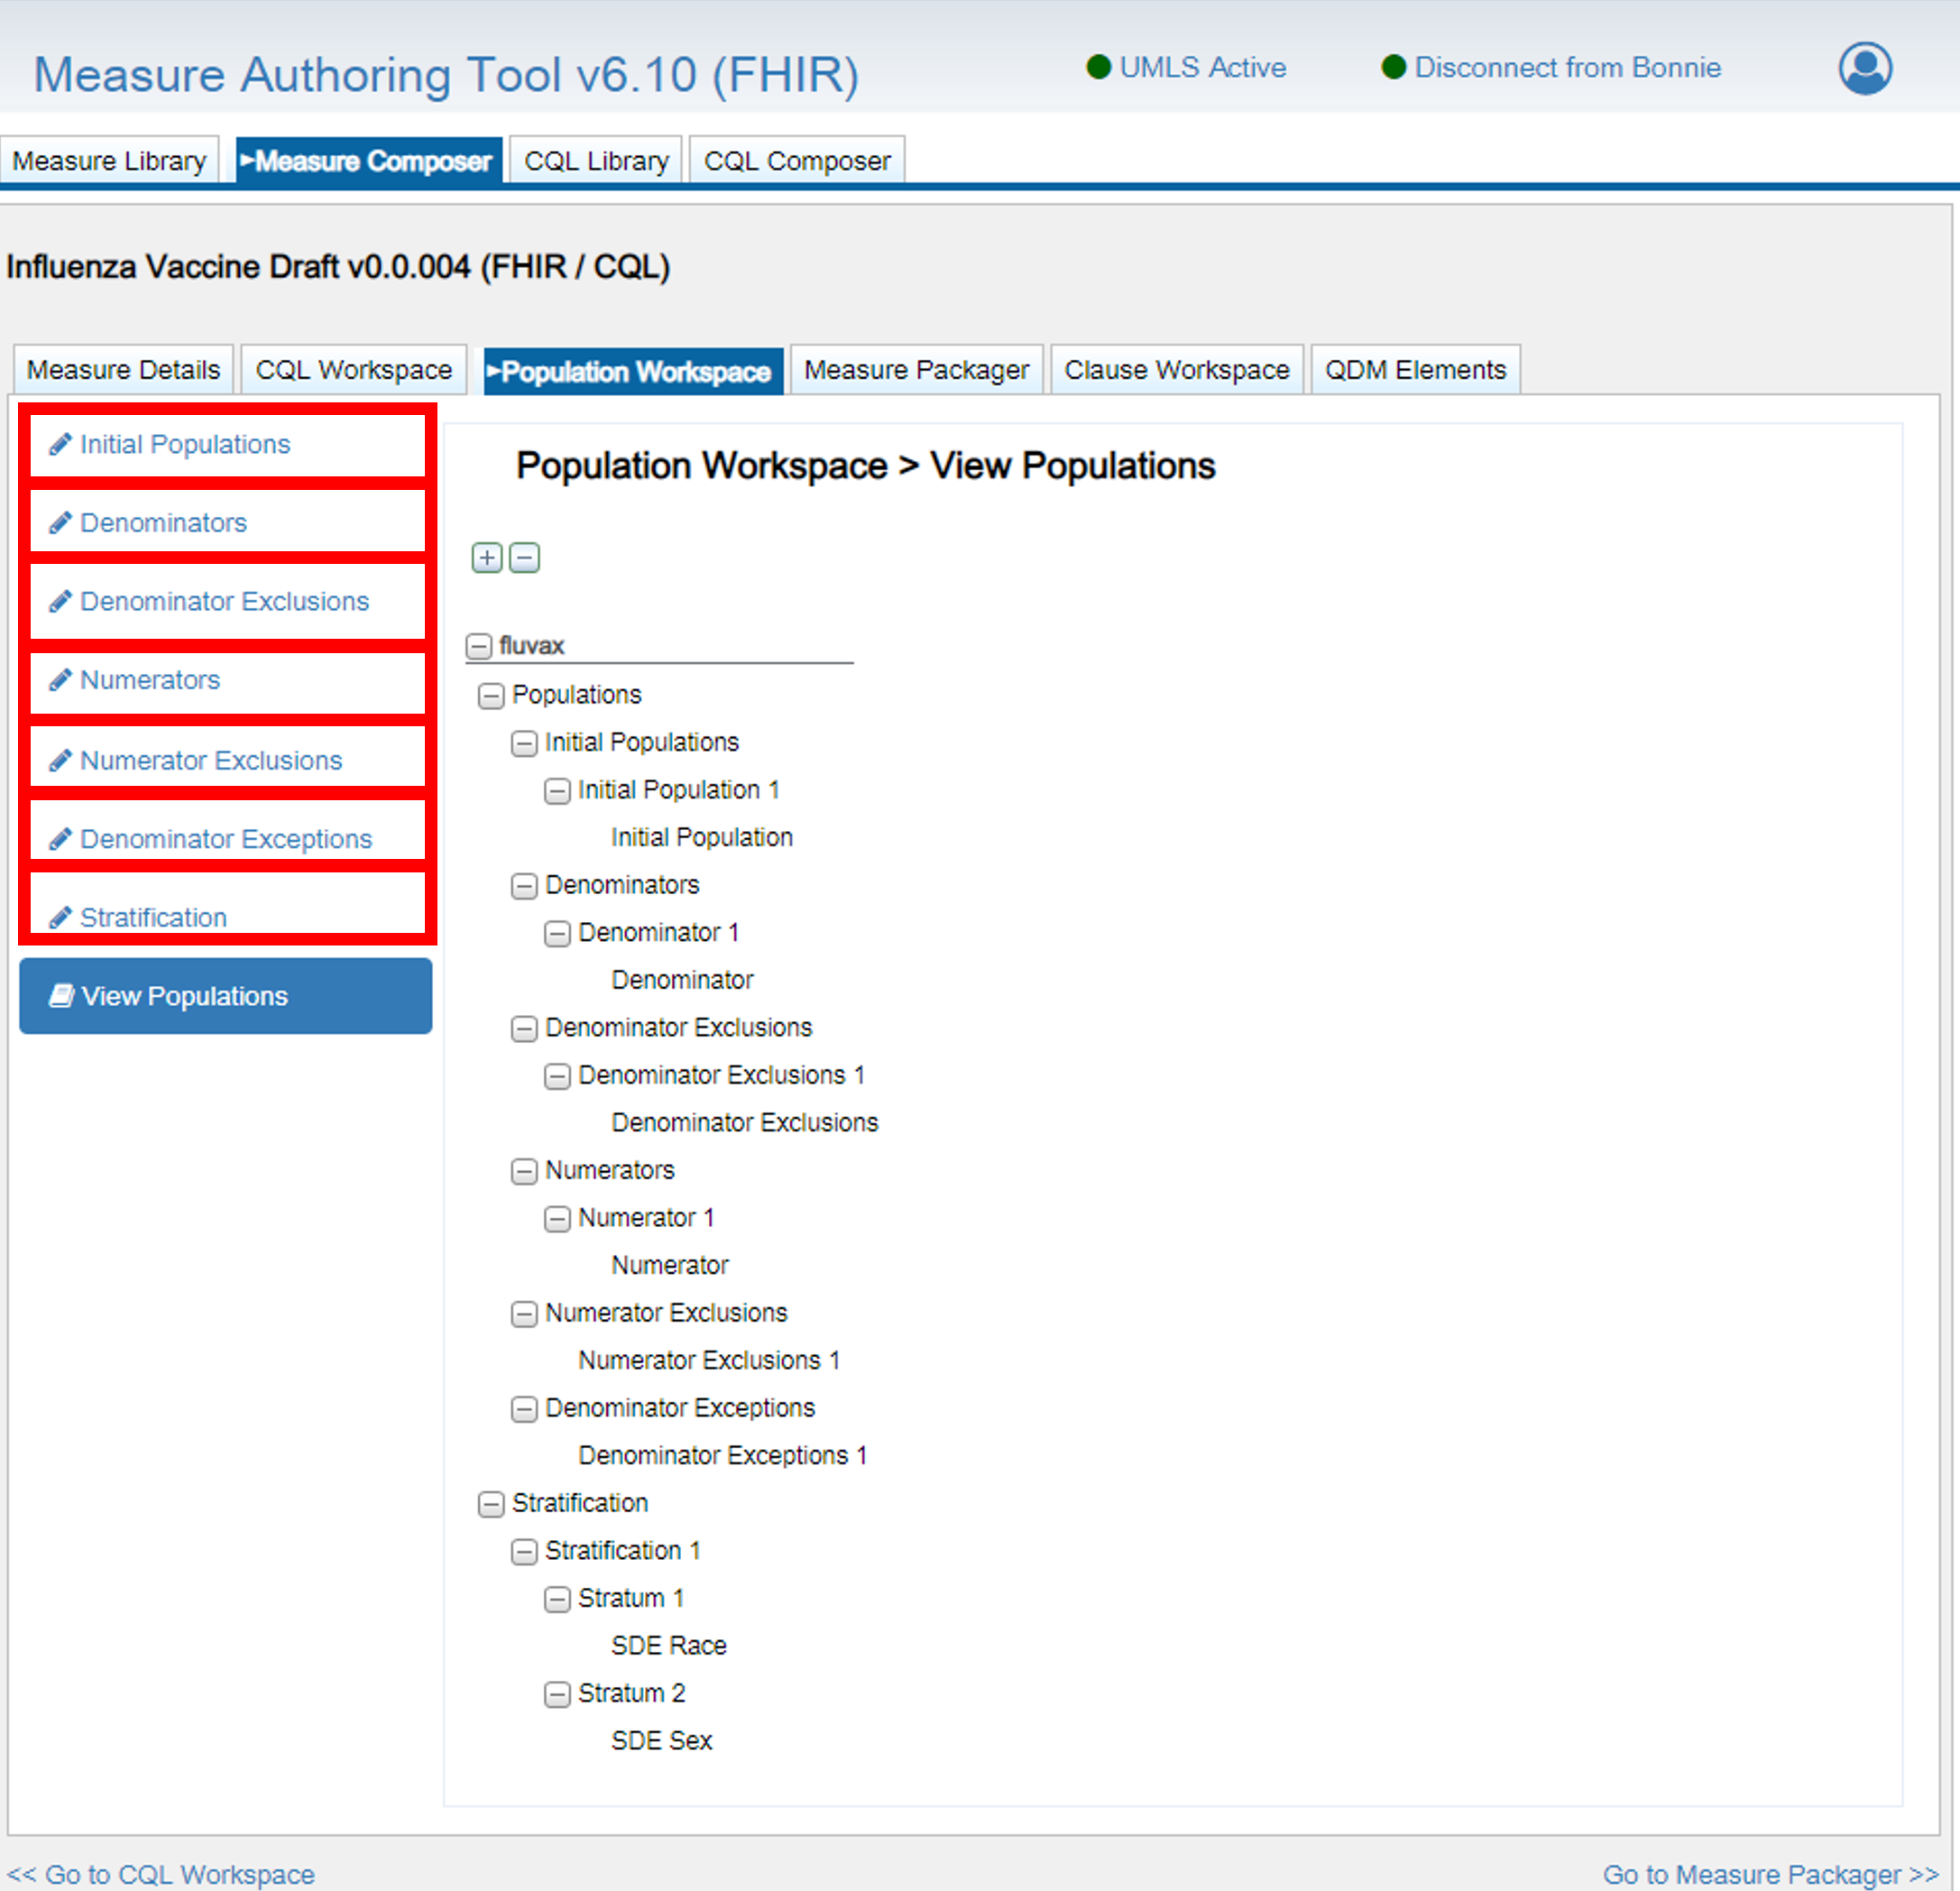 Measure Authoring Tool v6.10 (FHIR)
UMLS Active
Disconnect from Bonnie
Measure Library
Measure Composer
CQL Library
CQL Composer
Influenza Vaccine Draft v0.0.004 (FHIR / CQL)
Measure Details
CQL Workspace
Population Workspace
Measure Packager
Clause Workspace
QDM Elements
Initial Populations
Denominators
Denominator Exclusions
Numerators
Numerator Exclusions
Denominator Exceptions
Stratification
View Populations
Population Workspace > View Populations
fluvax
Populations
Initial Populations
Initial Population 1
Initial Population
Denominators
Denominator 1
Denominator
Denominator Exclusions
Denominator Exclusions 1
Denominator Exclusions
Numerators
Numerator 1
Numerator
Numerator Exclusions
Numerator Exclusions 1
Denominator Exceptions
Denominator Exceptions 1
Stratification
Stratification 1
Stratum 1
SDE Race
Stratum 2
SDE Sex
<< Go to CQL Workspace
Go to Measure Packager >>